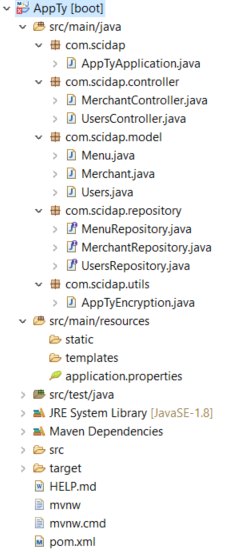 AppTy [boot]
src/main/java
com.scidap
AppTyApplication.java
com.scidap.controller
MerchantController.java
UsersController.java
com.scidap.model
Menu.java
Merchant.java
Users.java
com.scidap.repository
MenuRepository.java
MerchantRepository.java
UsersRepository.java
com.scidap.utils
AppTyEncryption.java
src/main/resources
static
templates
application.properties
src/test/java
JRE System Library [JavaSE-1.8]
Maven Dependencies
src
target
HELP.md
mvnw
mvnw.cmd
pom.xml